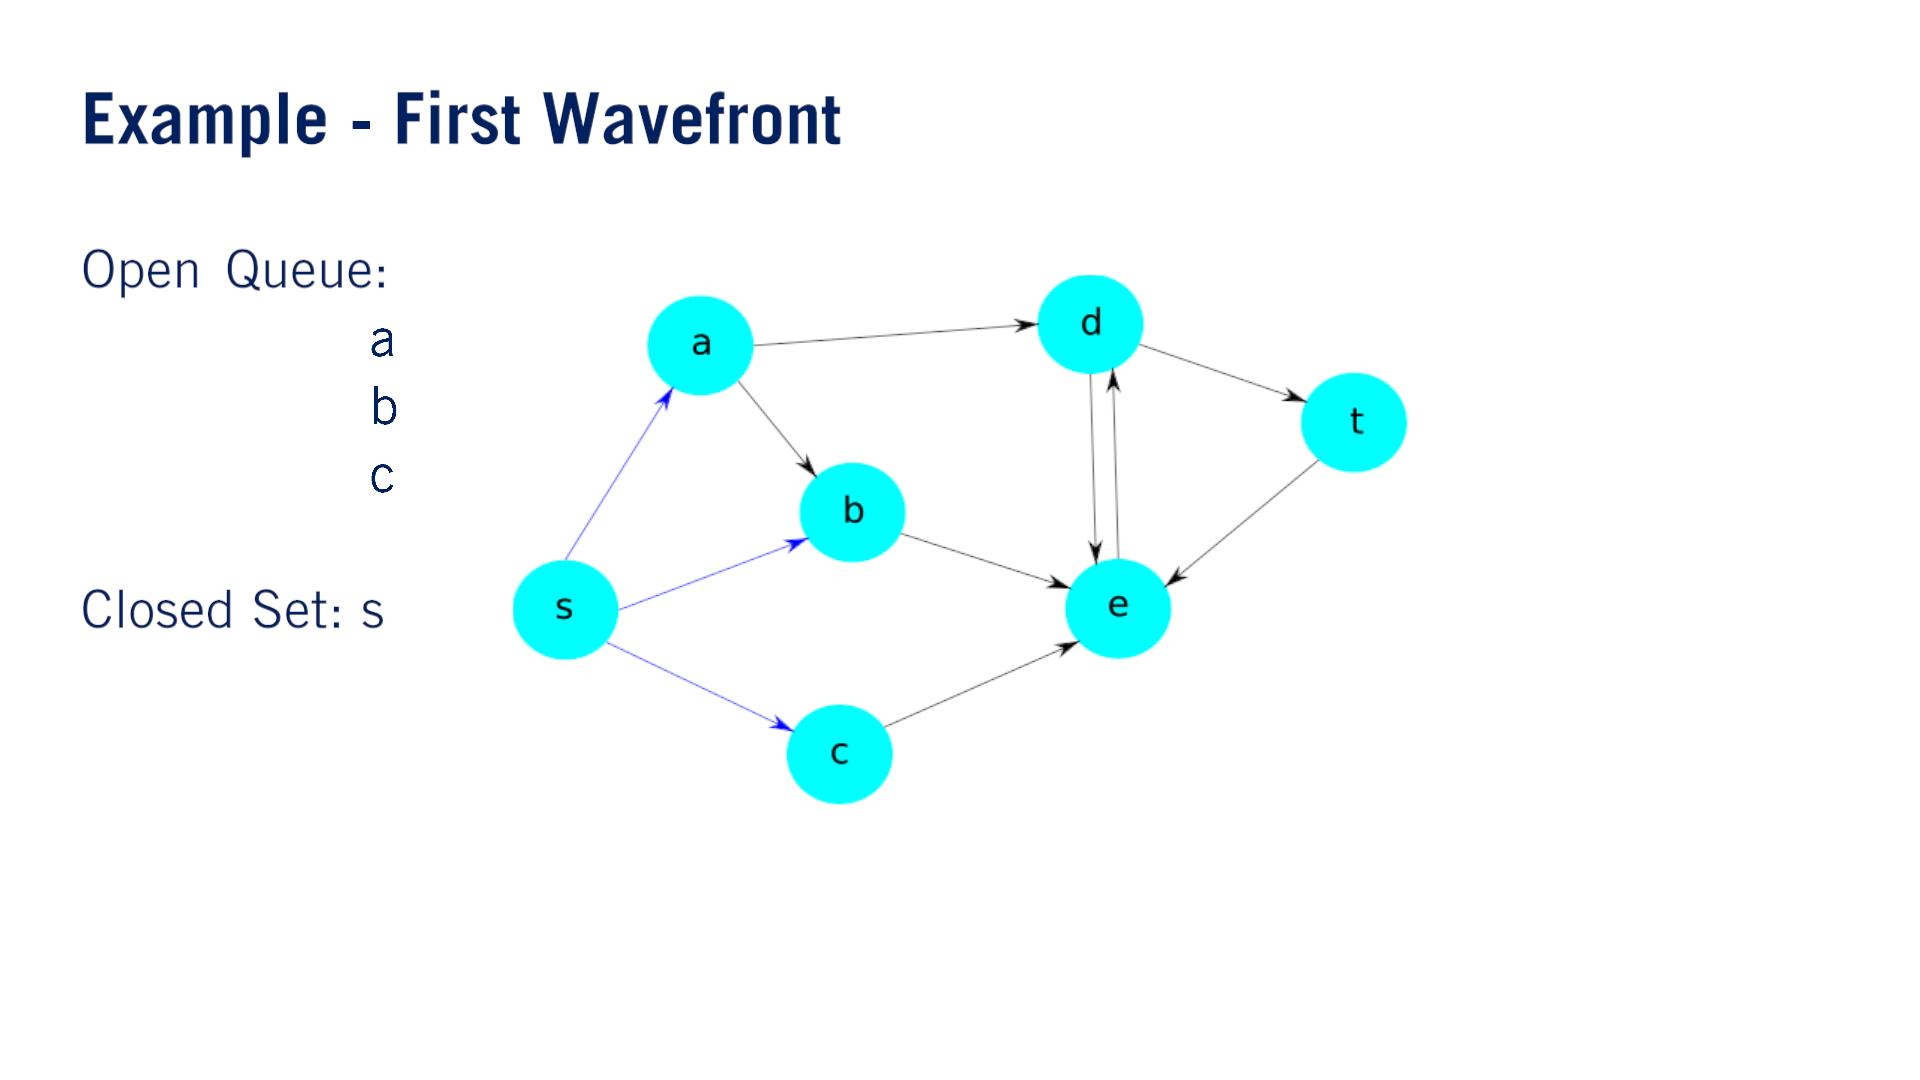 Example - First Wavefront
Open Queue:
a
b
c
Closed Set: s
a
d
t
b
s
e
c